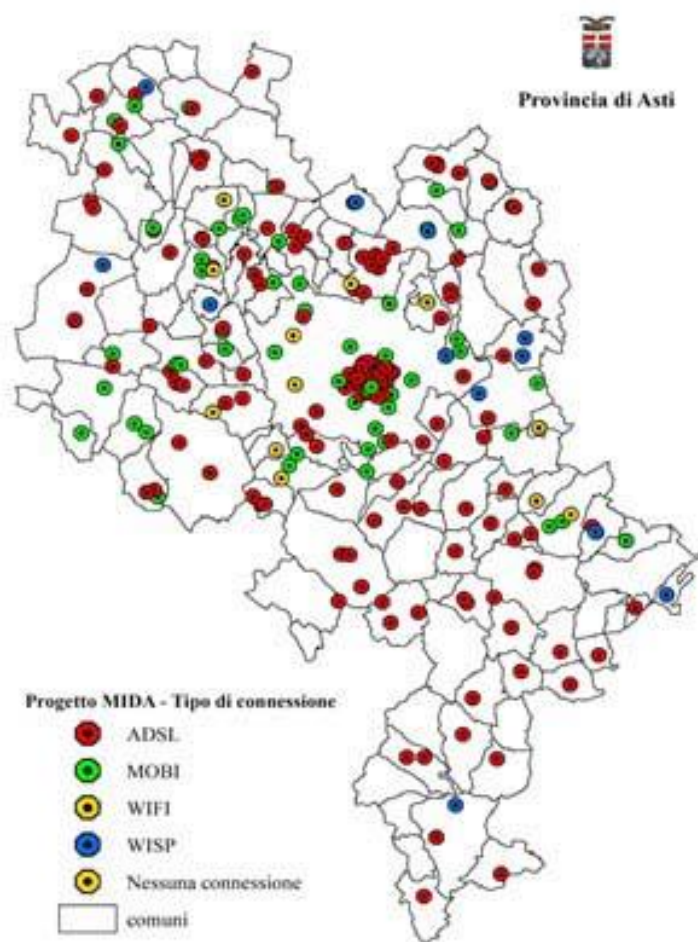 Provincia di Asti
Progetto MIDA - Tipo di connessione
ADSL
MOBI
WIFI
WISP
Nessuna connessione
comuni